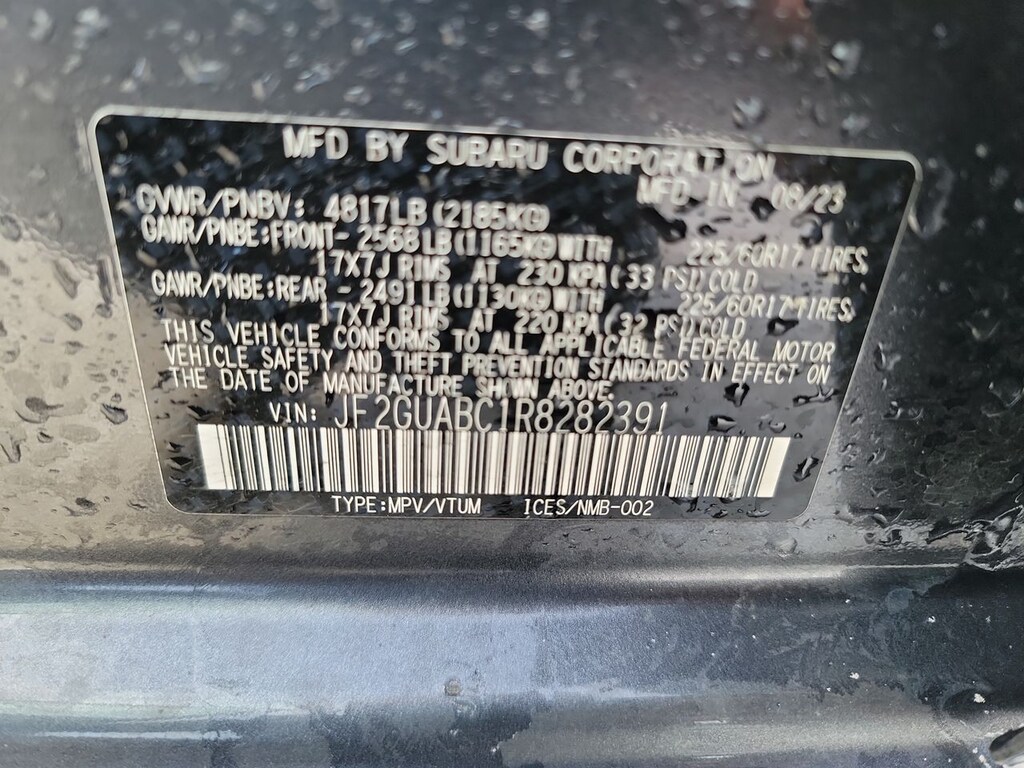 MFD BY SUBARU CORPORATION
MFD IN 08/23
GVWR/PNBV: 4817LB(2185KG)
GAWR/PNBE:FRONT- 2568LB(1165KG)WITH 225/60R17 TIRES,
17X7J RIMS AT 230 KPA(33 PSI)COLD
GAWR/PNBE:REAR - 2491LB(1130KG)WITH 225/60R17 TIRES,
17X7J RIMS AT 220 KPA(32 PSI)COLD
THIS VEHICLE CONFORMS TO ALL APPLICABLE FEDERAL MOTOR
VEHICLE SAFETY AND THEFT PREVENTION STANDARDS IN EFFECT ON
THE DATE OF MANUFACTURE SHOWN ABOVE.
VIN: JF2GUABC1R8282391
TYPE:MPV/VTUM ICES/NMB-002